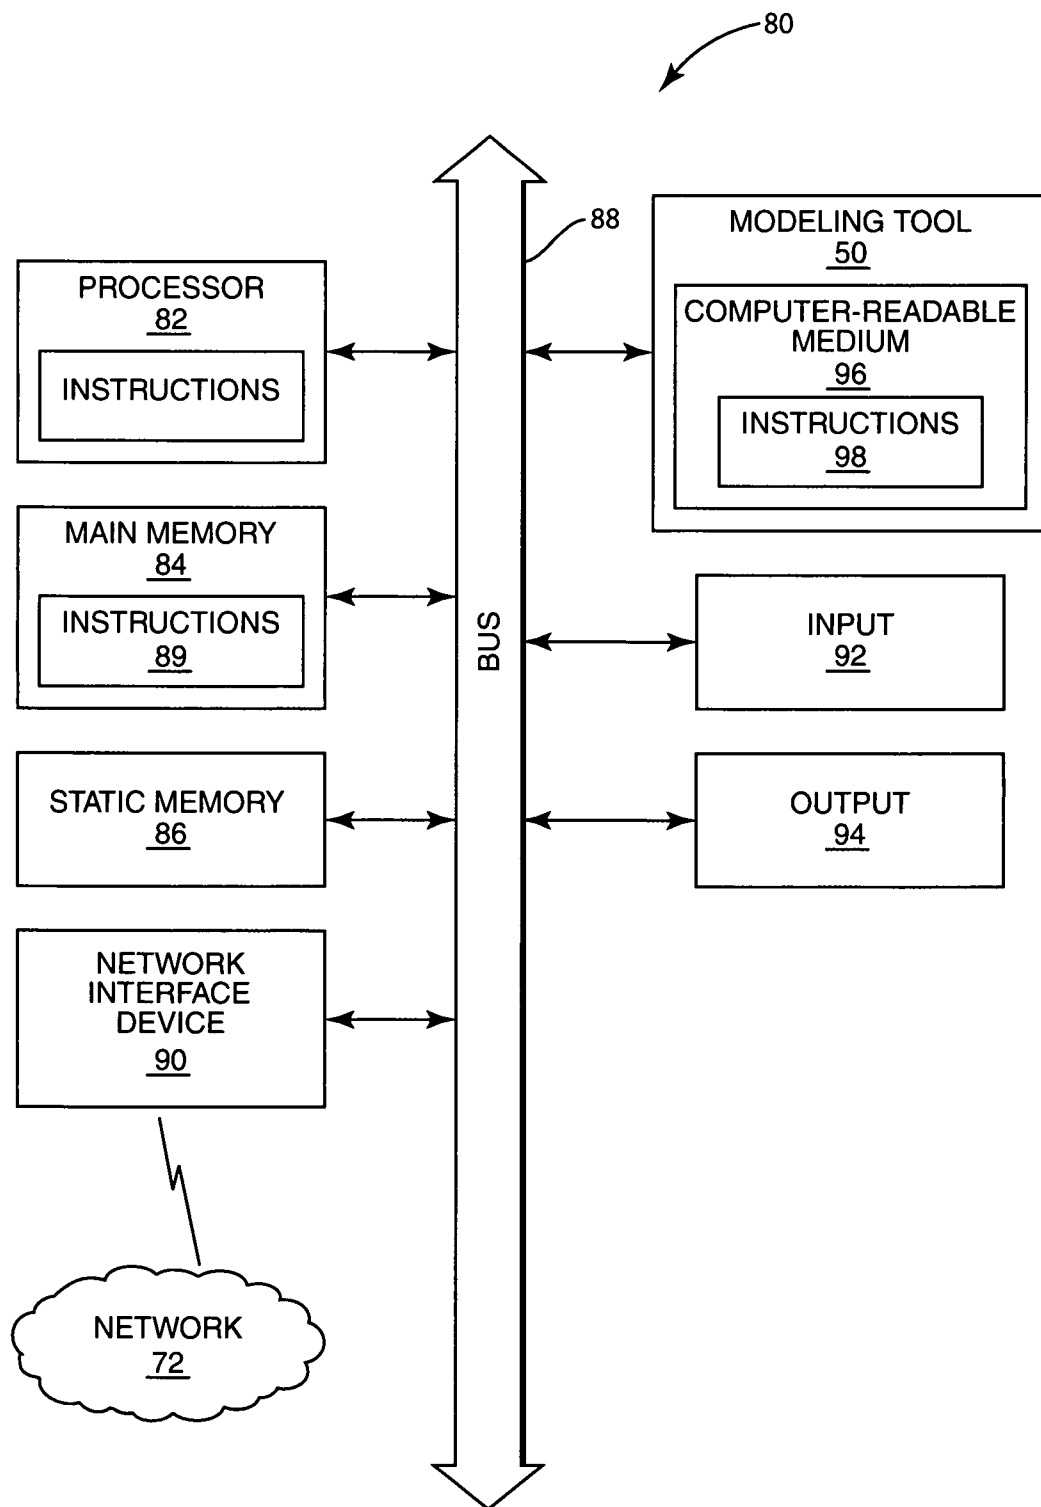 80
88
PROCESSOR
82
INSTRUCTIONS
MAIN MEMORY
84
INSTRUCTIONS
89
STATIC MEMORY
86
NETWORK
INTERFACE
DEVICE
90
NETWORK
72
BUS
MODELING TOOL
50
COMPUTER-READABLE
MEDIUM
96
INSTRUCTIONS
98
INPUT
92
OUTPUT
94